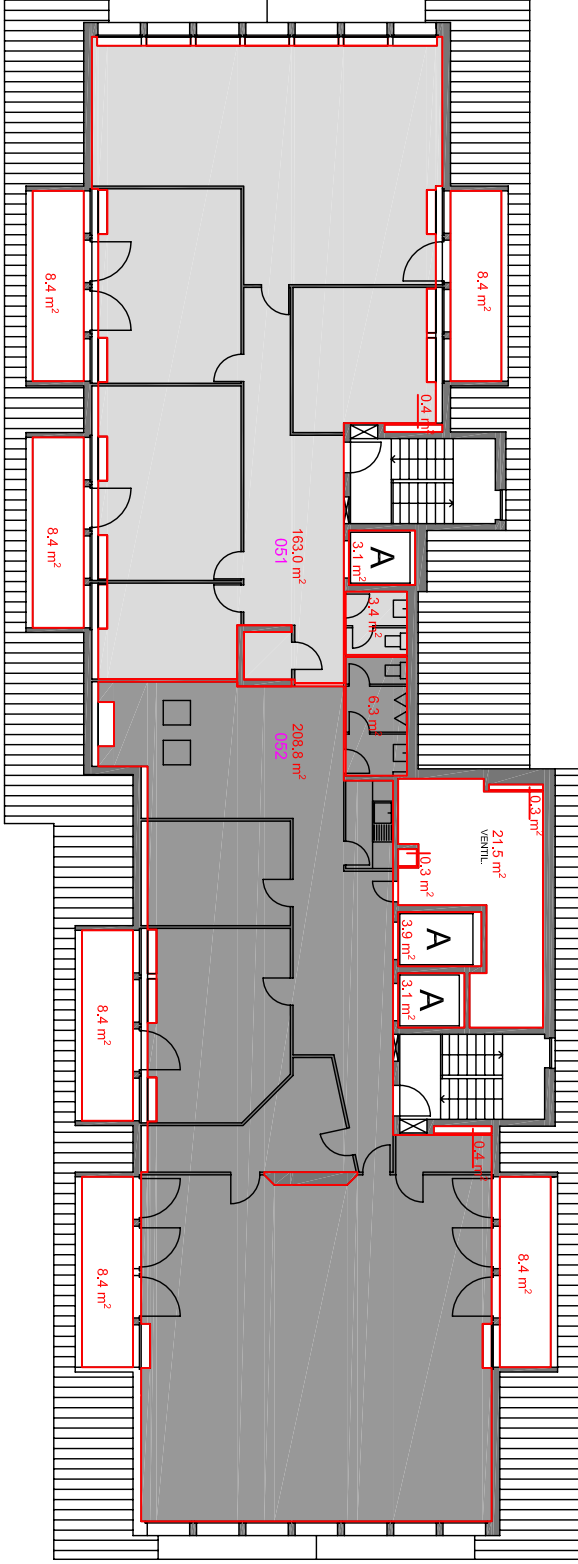 8.4 m²
8.4 m²
0.4 m²
8.4 m²
163.0 m²
051
A
3.1 m²
3.4 m²
6.3 m²
208.8 m²
052
0.3 m²
21.5 m²
VENTIL.
0.3 m²
A
3.9 m²
A
3.1 m²
8.4 m²
0.4 m²
8.4 m²
8.4 m²